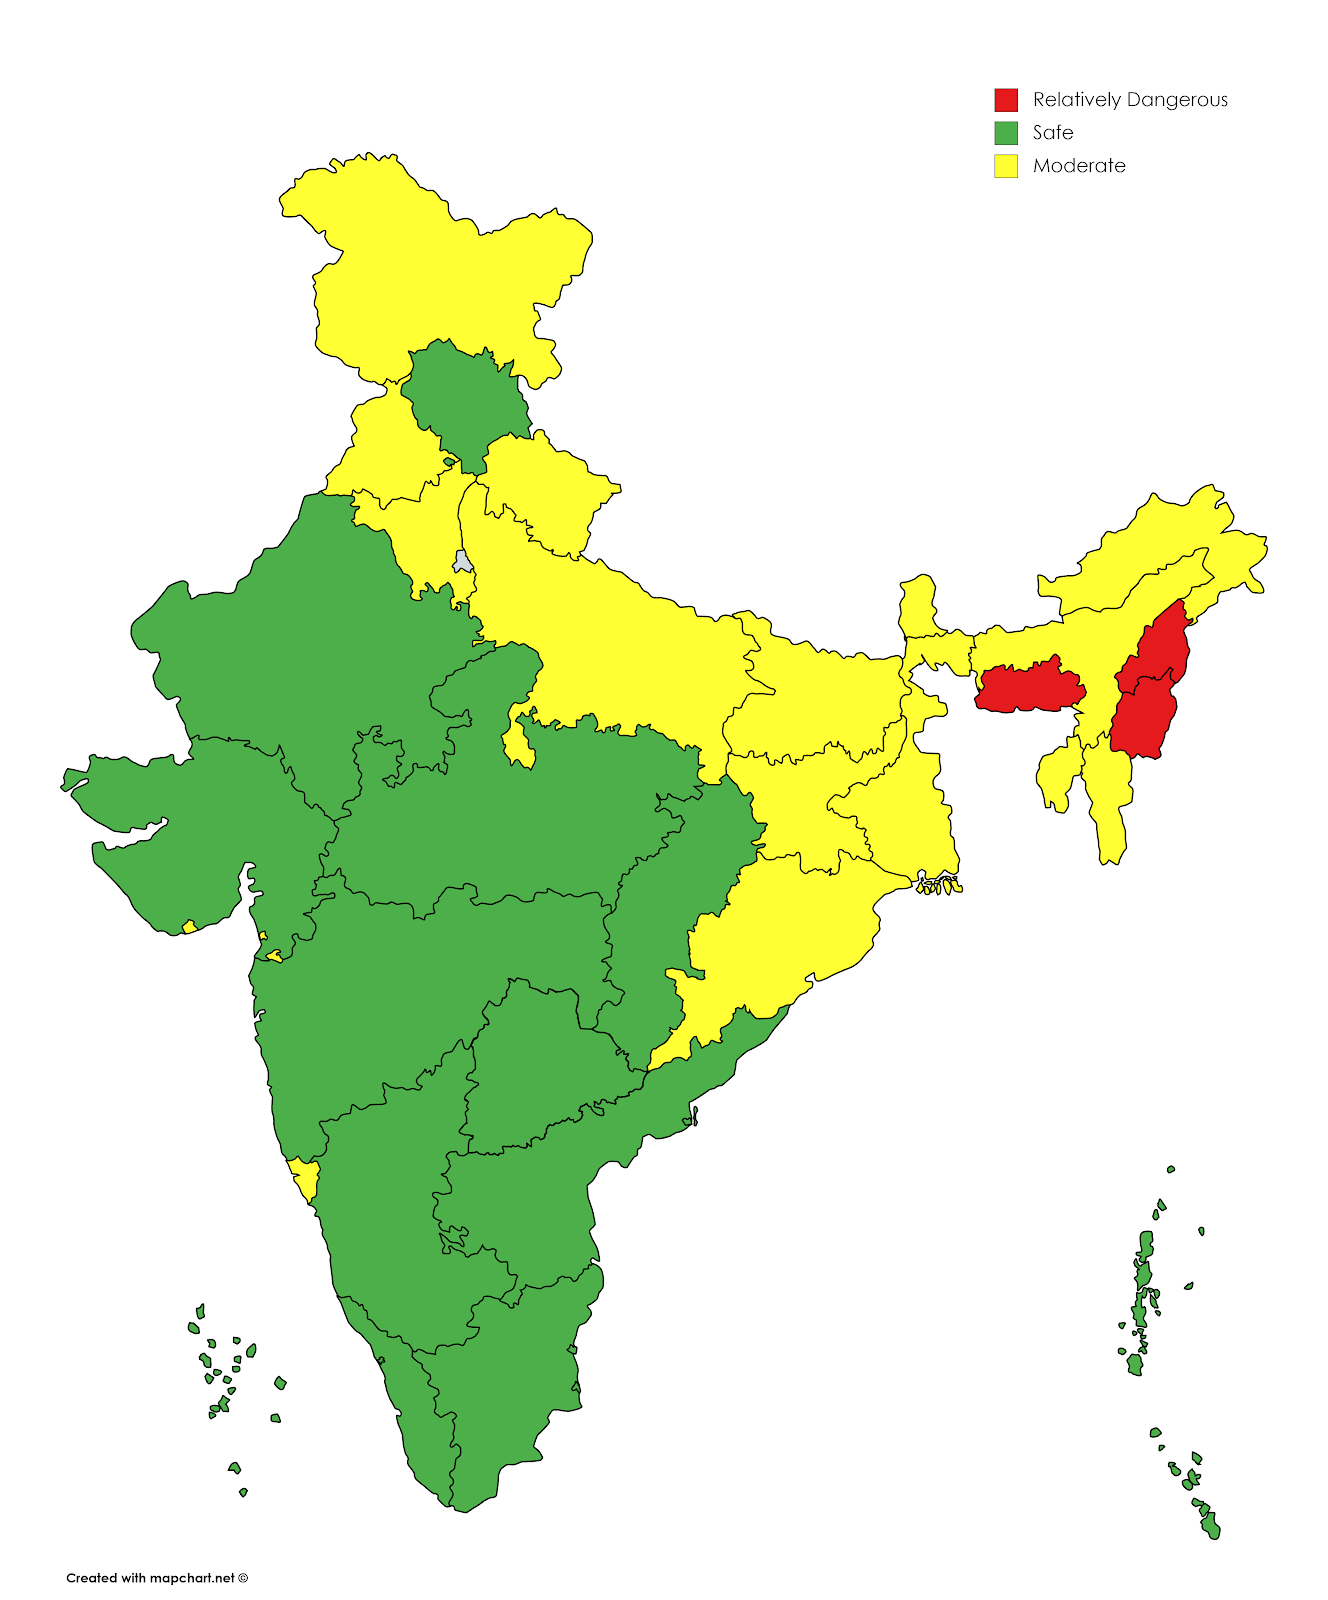 Relatively Dangerous
Safe
Moderate
Created with mapchart.net ©